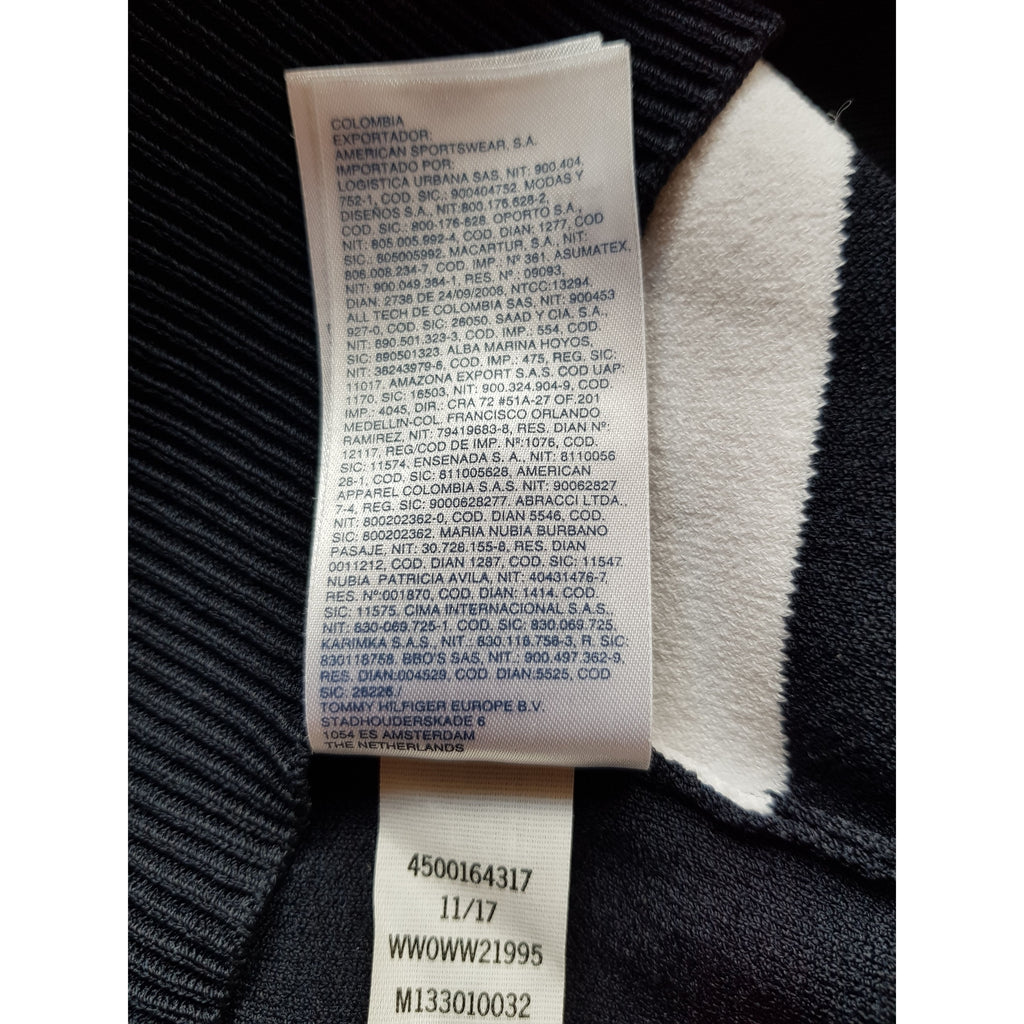 COLOMBIA
EXPORTADOR:
AMERICAN SPORTSWEAR, S.A.
IMPORTADO POR:
LOGISTICA URBANA SAS, NIT: 900.404.
752-1, COD. SIC.: 900404752. MODAS Y
DISEÑOS S.A., NIT:800.176.628-2,
COD. SIC.: 800-176-628. OPORTO S.A.,
NIT: 805.005.992-4, COD. DIAN: 1277, COD
SIC.: 805005992. MACARTUR, S.A., NIT:
806.008.234-7, COD. IMP.: Nº 361. ASUMATEX,
NIT: 900.049.364-1, RES. Nº : 09093,
DIAN: 2738 DE 24/09/2008, NTCC:13294.
ALL TECH DE COLOMBIA SAS, NIT: 900453
927-0, COD. SIC: 26050. SAAD Y CIA, S.A.,
NIT: 890.501.323-3, COD. IMP.: 554, COD.
SIC: 890501323. ALBA MARINA HOYOS,
NIT: 38243979-6, COD. IMP.: 475, REG. SIC:
11017. AMAZONA EXPORT S.A.S. COD UAP:
1170, SIC: 16503, NIT: 900.324.904-9, COD.
IMP.: 4045, DIR.: CRA 72 #51A-27 OF.201
MEDELLIN-COL. FRANCISCO ORLANDO
RAMIREZ, NIT: 79419683-8, RES. DIAN Nº:
12117, REG/COD DE IMP. Nº:1076, COD.
SIC: 11574. ENSENADA S. A., NIT: 8110056
28-1, COD. SIC: 811005628, AMERICAN
APPAREL COLOMBIA S.A.S, NIT: 90062827
7-4, REG. SIC: 9000628277. ABRACCI LTDA.,
NIT: 800202362-0, COD. DIAN 5546, COD.
SIC: 800202362. MARIA NUBIA BURBANO
PASAJE, NIT: 30.728.155-8, RES. DIAN
0011212, COD. DIAN 1287, COD. SIC: 11547
NUBIA PATRICIA AVILA, NIT: 40431476-7
RES. Nº:001870, COD. DIAN: 1414, COD.
SIC: 11575. CIMA INTERNACIONAL S.A.S.,
NIT: 830-069.725-1, COD. SIC: 830.069.725.
KARIMKA S.A.S., NIT.: 830.118.758-3, R. SIC:
830118758. BBO'S SAS, NIT.: 900.497.362-9,
RES. DIAN:004529, COD. DIAN:5525, COD
SIC: 26226./
TOMMY HILFIGER EUROPE B.V.
STADHOUDERSKADE 6
1054 ES AMSTERDAM
THE NETHERLANDS
4500164317
11/17
WW0WW21995
M133010032